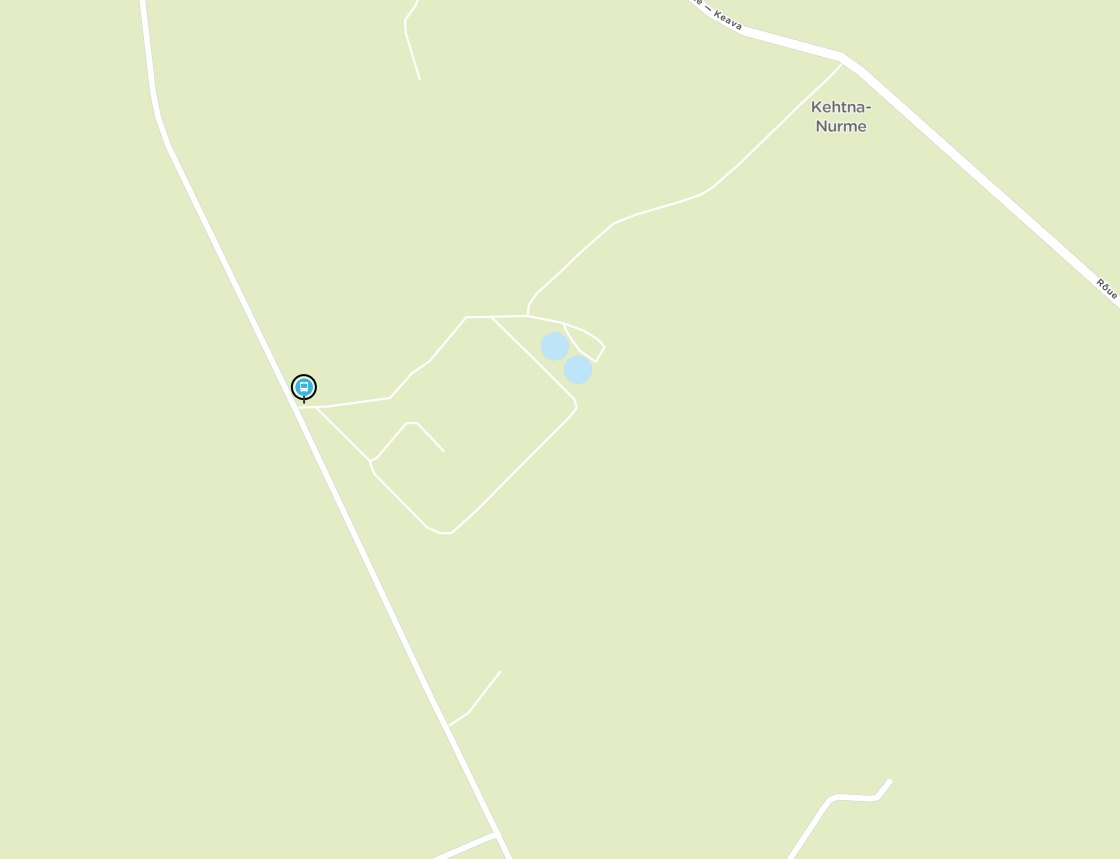 – Keava
Kehtna-
Nurme
Rõue